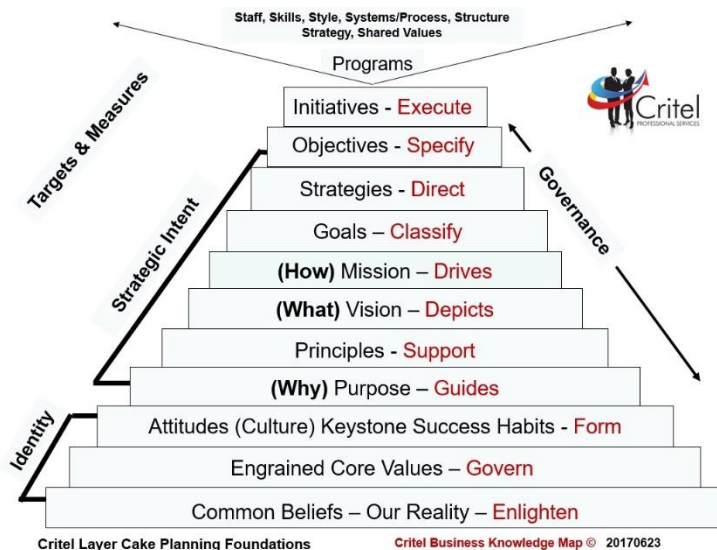 Staff, Skills, Style, Systems/Process, Structure
Strategy, Shared Values
Programs
Critel
PROFESSIONAL SERVICES
Targets & Measures
Strategic Intent
Identity
Governance
Initiatives - Execute
Objectives - Specify
Strategies - Direct
Goals – Classify
(How) Mission – Drives
(What) Vision – Depicts
Principles - Support
(Why) Purpose – Guides
Attitudes (Culture) Keystone Success Habits - Form
Engrained Core Values – Govern
Common Beliefs – Our Reality – Enlighten
Critel Layer Cake Planning Foundations
Critel Business Knowledge Map © 20170623